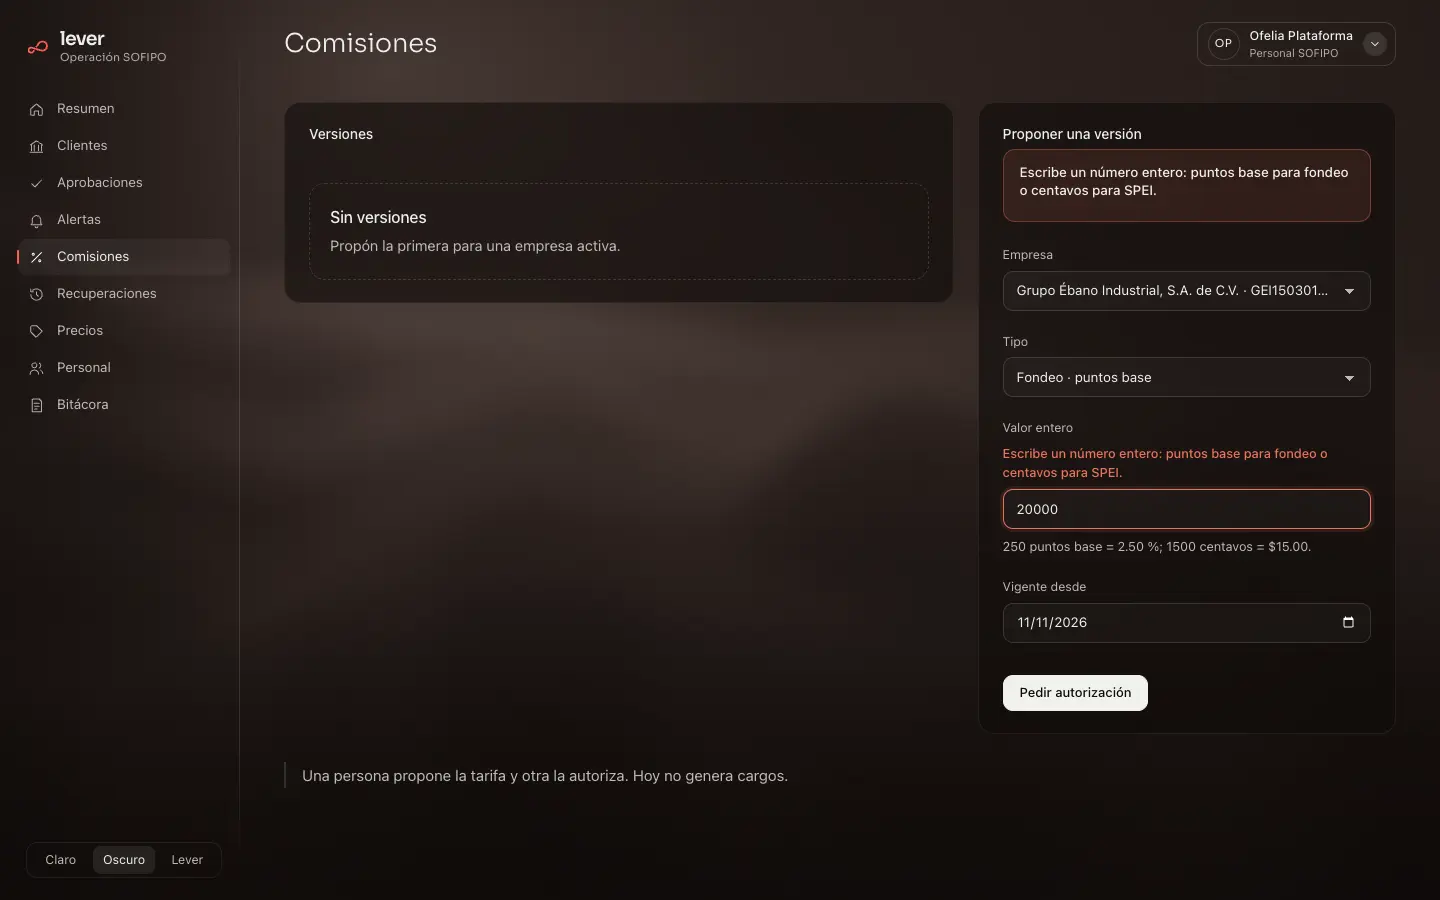 lever
Operación SOFIPO
Resumen
Clientes
Aprobaciones
Alertas
Comisiones
Recuperaciones
Precios
Personal
Bitácora
Claro
Oscuro
Lever
Comisiones
OP
Ofelia Plataforma
Personal SOFIPO
Versiones
Sin versiones
Propón la primera para una empresa activa.
Proponer una versión
Escribe un número entero: puntos base para fondeo
o centavos para SPEI.
Empresa
Grupo Ébano Industrial, S.A. de C.V. · GEI150301...
Tipo
Fondeo · puntos base
Valor entero
Escribe un número entero: puntos base para fondeo o
centavos para SPEI.
20000
250 puntos base = 2.50 %; 1500 centavos = $15.00.
Vigente desde
11/11/2026
Pedir autorización
Una persona propone la tarifa y otra la autoriza. Hoy no genera cargos.